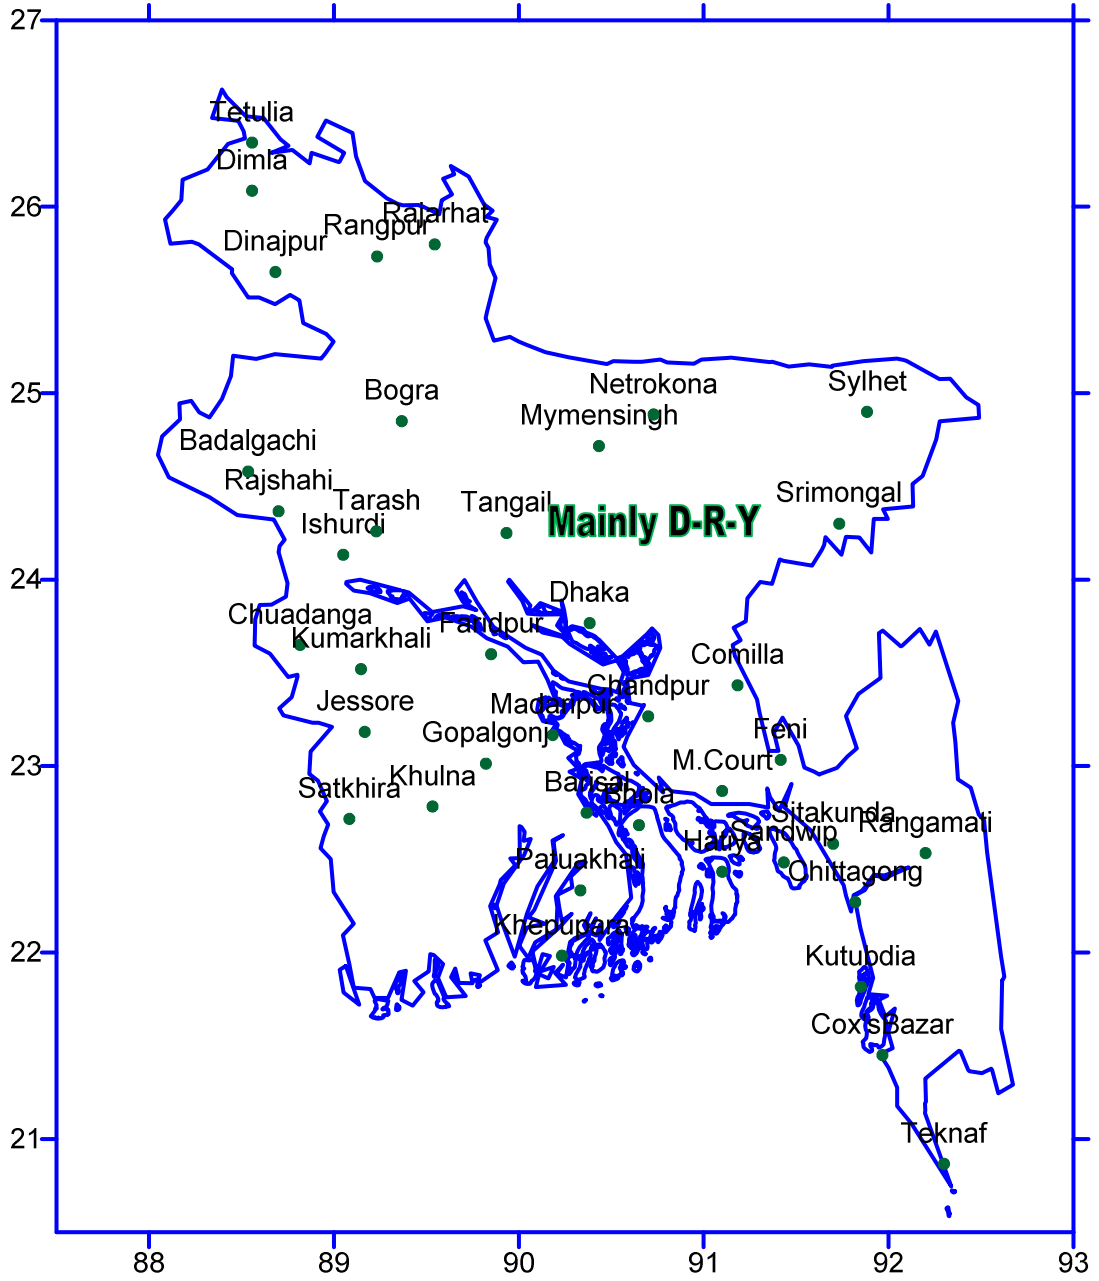 27
Tetulia
Dimla
26
Rajarhat
Rangpur
Dinajpur
25
Sylhet
Netrokona
Bogra
Mymensingh
Badalgachi
Rajshahi
Srimongal
Tarash
Tangail
Mainly D-R-Y
Ishurdi
24
Dhaka
Chuadanga
Faridpur
Kumarkhali
Comilla
Chandpur
Jessore
Madaripur
Gopalgonj
Feni
23
M.Court
Khulna
Barisal
Satkhira
Bhola
Sitakunda
Rangamati
Sandwip
Hatiya
Patuakhali
Chittagong
Khepupara
22
Kutubdia
Cox'sBazar
21
Teknaf
88 89 90 91 92 93